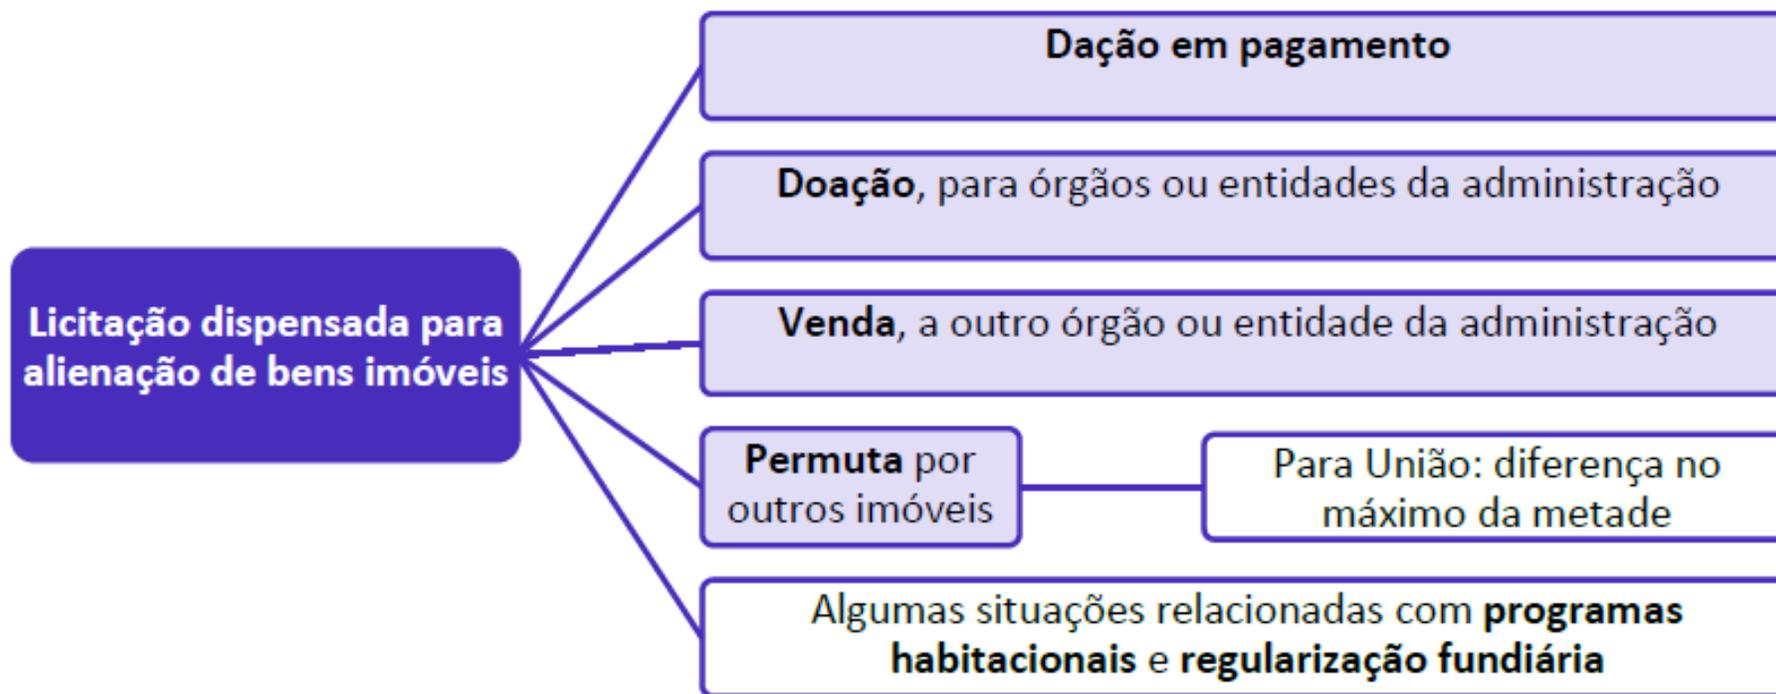 Licitação dispensada para
alienação de bens imóveis
Dação em pagamento
Doação, para órgãos ou entidades da administração
Venda, a outro órgão ou entidade da administração
Permuta por
outros imóveis
Para União: diferença no
máximo da metade
Algumas situações relacionadas com programas
habitacionais e regularização fundiária